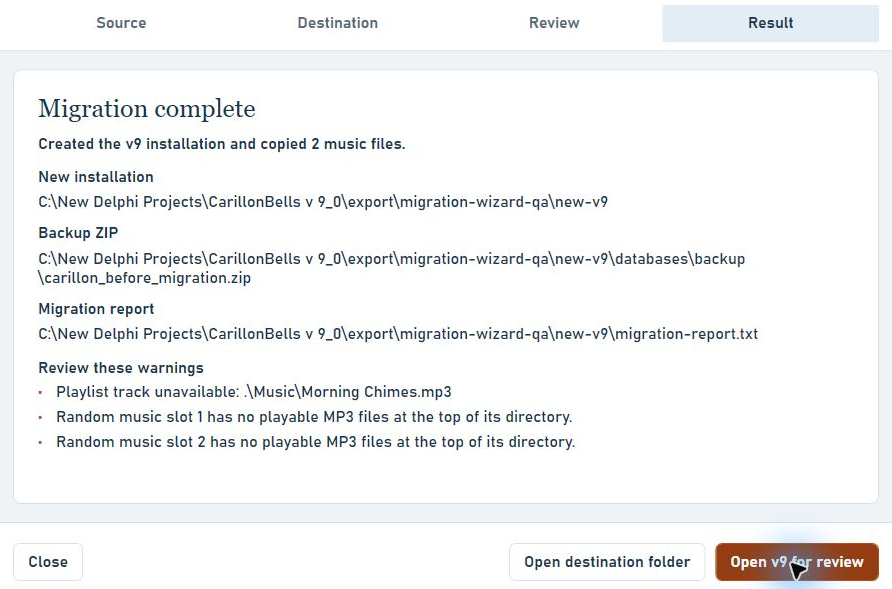 Source
Destination
Review
Result
Migration complete
Created the v9 installation and copied 2 music files.
New installation
C:\New Delphi Projects\CarillonBells v 9_0\export\migration-wizard-qa\new-v9
Backup ZIP
C:\New Delphi Projects\CarillonBells v 9_0\export\migration-wizard-qa\new-v9\databases\backup
\carillon_before_migration.zip
Migration report
C:\New Delphi Projects\CarillonBells v 9_0\export\migration-wizard-qa\new-v9\migration-report.txt
Review these warnings
Playlist track unavailable: .\Music\Morning Chimes.mp3
Random music slot 1 has no playable MP3 files at the top of its directory.
Random music slot 2 has no playable MP3 files at the top of its directory.
Close
Open destination folder
Open v9 for review